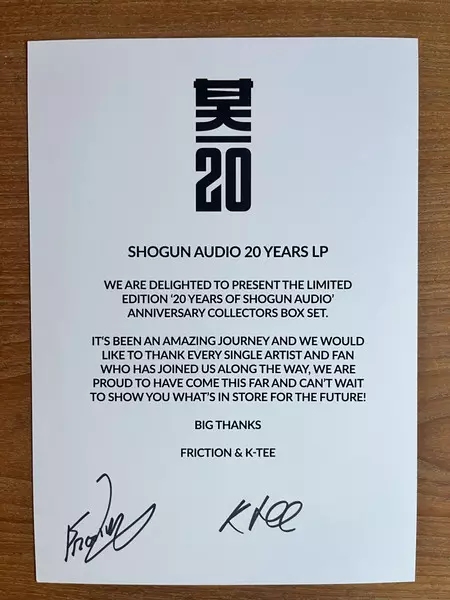 20
SHOGUN AUDIO 20 YEARS LP
WE ARE DELIGHTED TO PRESENT THE LIMITED
EDITION ‘20 YEARS OF SHOGUN AUDIO’
ANNIVERSARY COLLECTORS BOX SET.
IT'S BEEN AN AMAZING JOURNEY AND WE WOULD
LIKE TO THANK EVERY SINGLE ARTIST AND FAN
WHO HAS JOINED US ALONG THE WAY, WE ARE
PROUD TO HAVE COME THIS FAR AND CAN'T WAIT
TO SHOW YOU WHAT'S IN STORE FOR THE FUTURE!
BIG THANKS
FRICTION & K-TEE
Friction K Tee